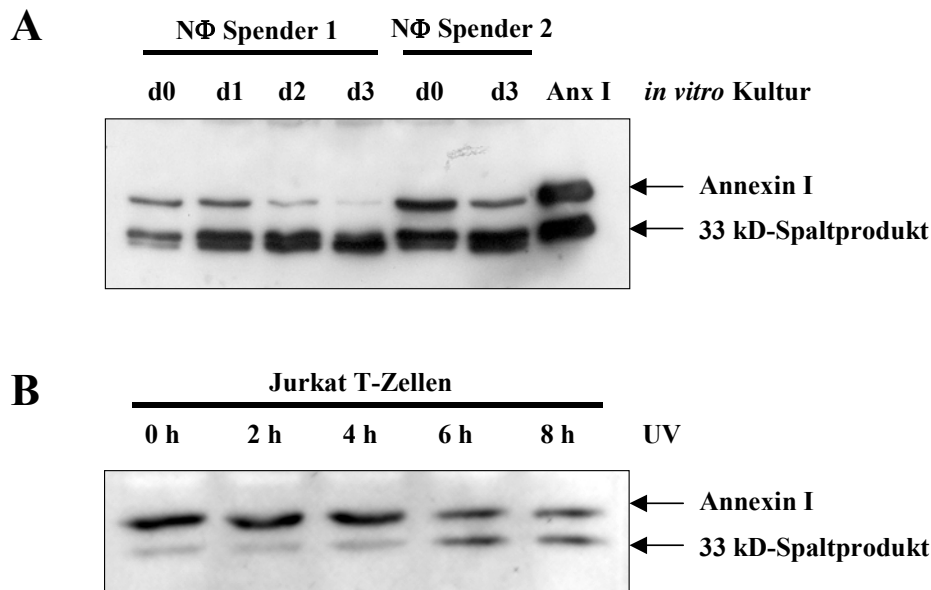 A
NΦ Spender 1 NΦ Spender 2
d0 d1 d2 d3 d0 d3 Anx I in vitro Kultur
Annexin I
33 kD-Spaltprodukt
B
Jurkat T-Zellen
0 h 2 h 4 h 6 h 8 h UV
Annexin I
33 kD-Spaltprodukt